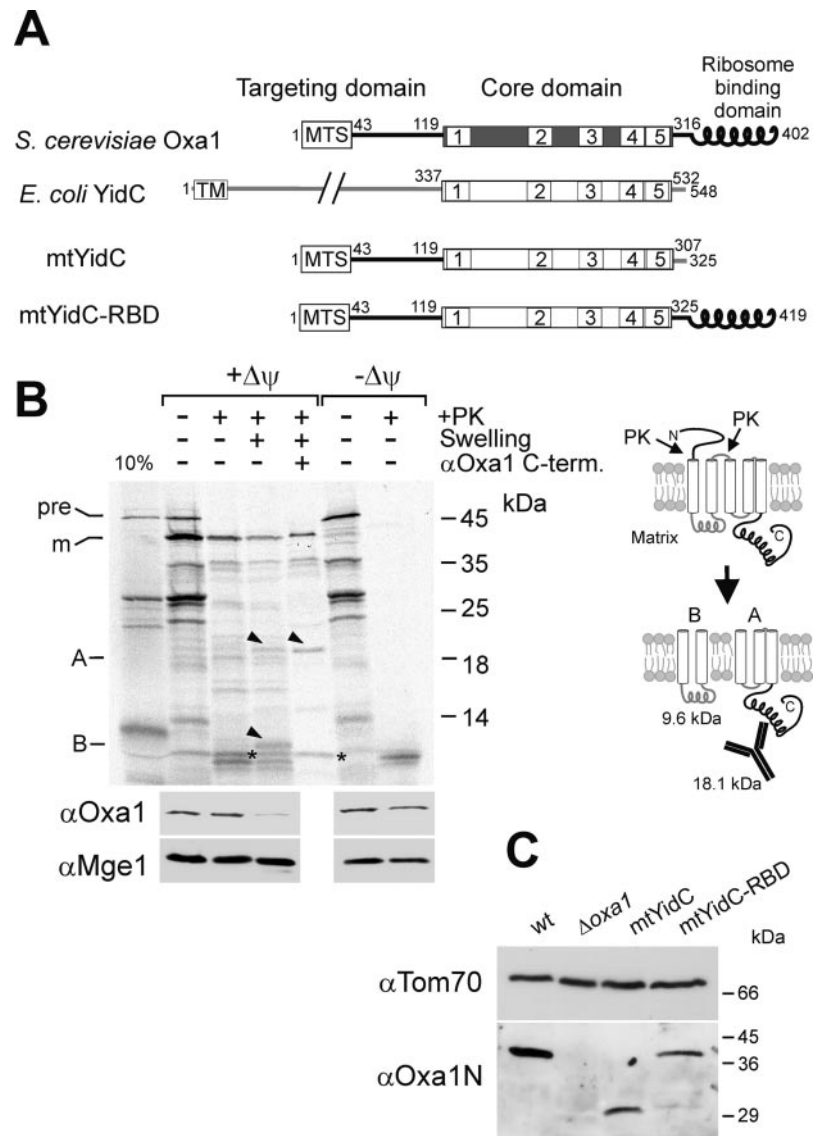 A
Targeting domain Core domain Ribosome binding domain
S. cerevisiae Oxa1 1 MTS 43 119 1 2 3 4 5 316 402
E. coli YidC 1 TM 337 1 2 3 4 5 532 548
mtYidC 1 MTS 43 119 1 2 3 4 5 307 325
mtYidC-RBD 1 MTS 43 119 1 2 3 4 5 325 419
B
+Δψ -Δψ
- + + + - + +PK
- - + + - - Swelling
10% - - - + - - αOxa1 C-term.
kDa
pre 45
m
35
25
A 18
14
B
* *
αOxa1
αMge1
PK N PK
Matrix C
B A
9.6 kDa C
18.1 kDa
C
wt Δoxa1 mtYidC mtYidC-RBD
kDa
αTom70 66
45
αOxa1N 36
29